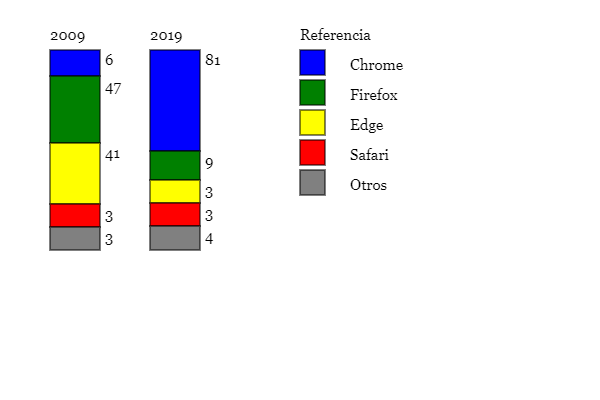 2009 2019 Referencia
6 81 Chrome
47 Firefox
Edge
41 9 Safari
3 Otros
3 3
3 4